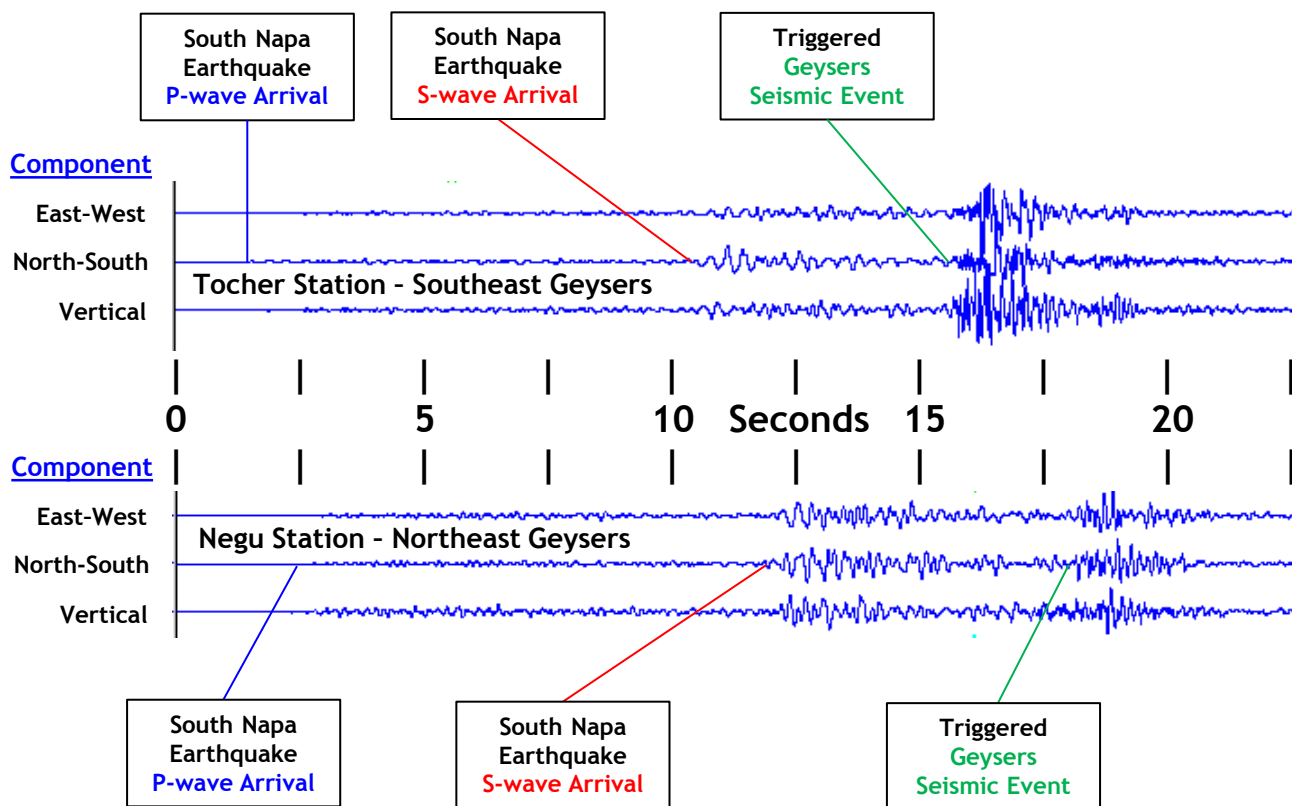 South Napa
Earthquake
P-wave Arrival
South Napa
Earthquake
S-wave Arrival
Triggered
Geysers
Seismic Event
Component
East-West
North-South
Tocher Station - Southeast Geysers
Vertical
0 5 10 Seconds 15 20
Component
East-West
Negu Station - Northeast Geysers
North-South
Vertical
South Napa
Earthquake
P-wave Arrival
South Napa
Earthquake
S-wave Arrival
Triggered
Geysers
Seismic Event